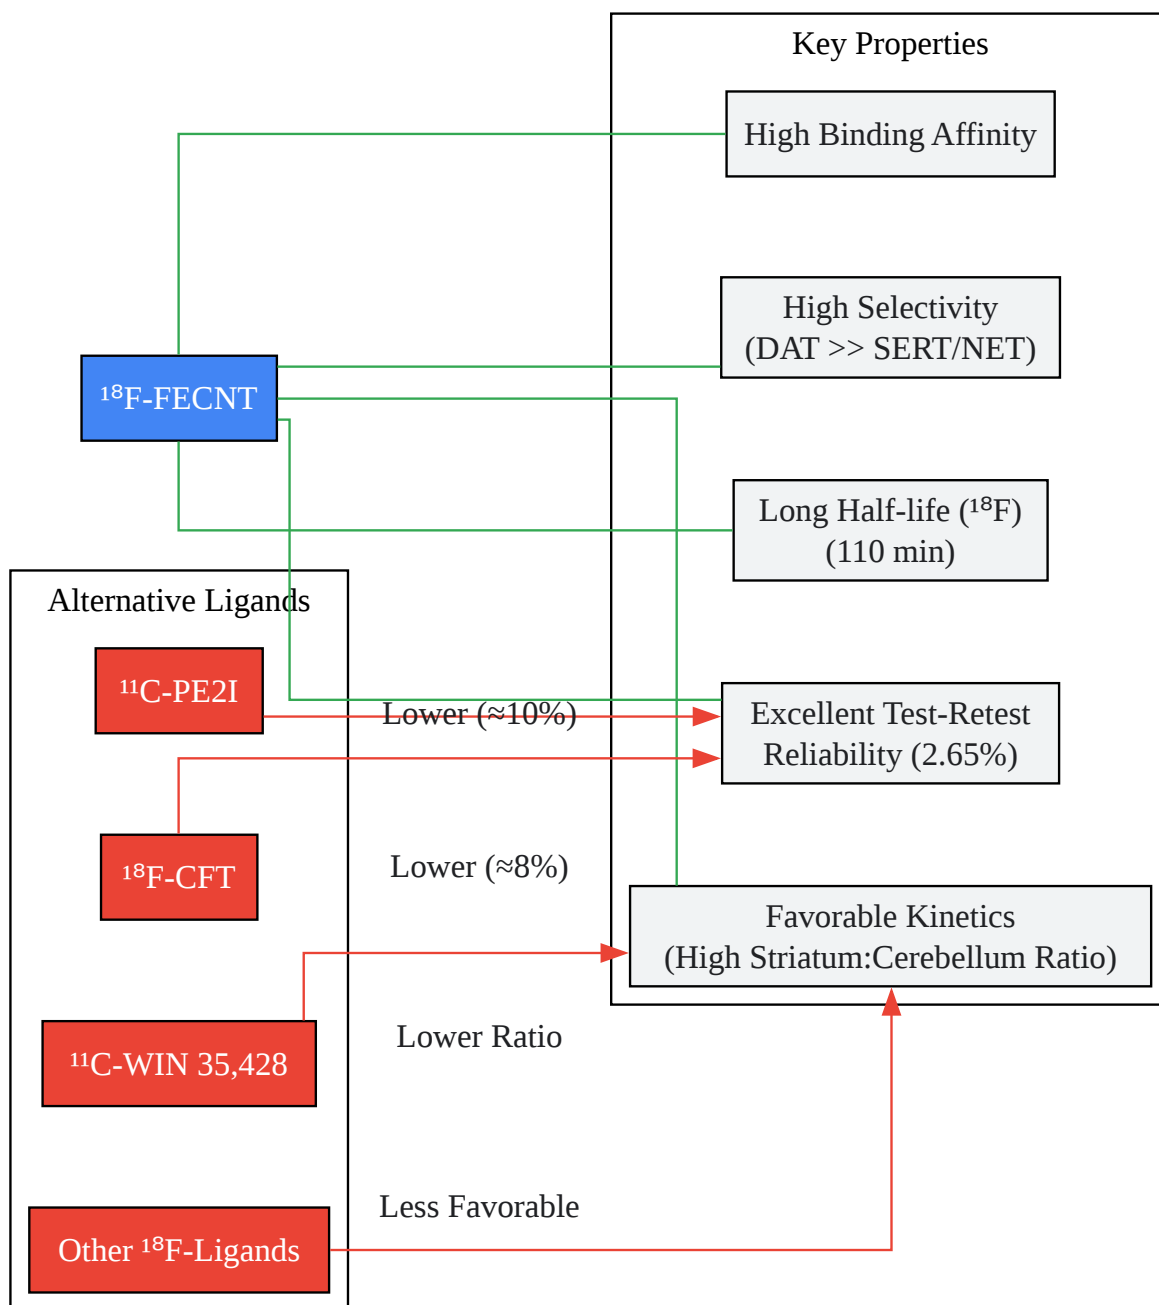 Key Properties
High Binding Affinity
High Selectivity
(DAT >> SERT/NET)
¹⁸F-FECNT
Long Half-life (¹⁸F)
(110 min)
Alternative Ligands
¹¹C-PE2I
Lower (≈10%)
Excellent Test-Retest
Reliability (2.65%)
¹⁸F-CFT
Lower (≈8%)
Favorable Kinetics
(High Striatum:Cerebellum Ratio)
¹¹C-WIN 35,428
Lower Ratio
Other ¹⁸F-Ligands
Less Favorable